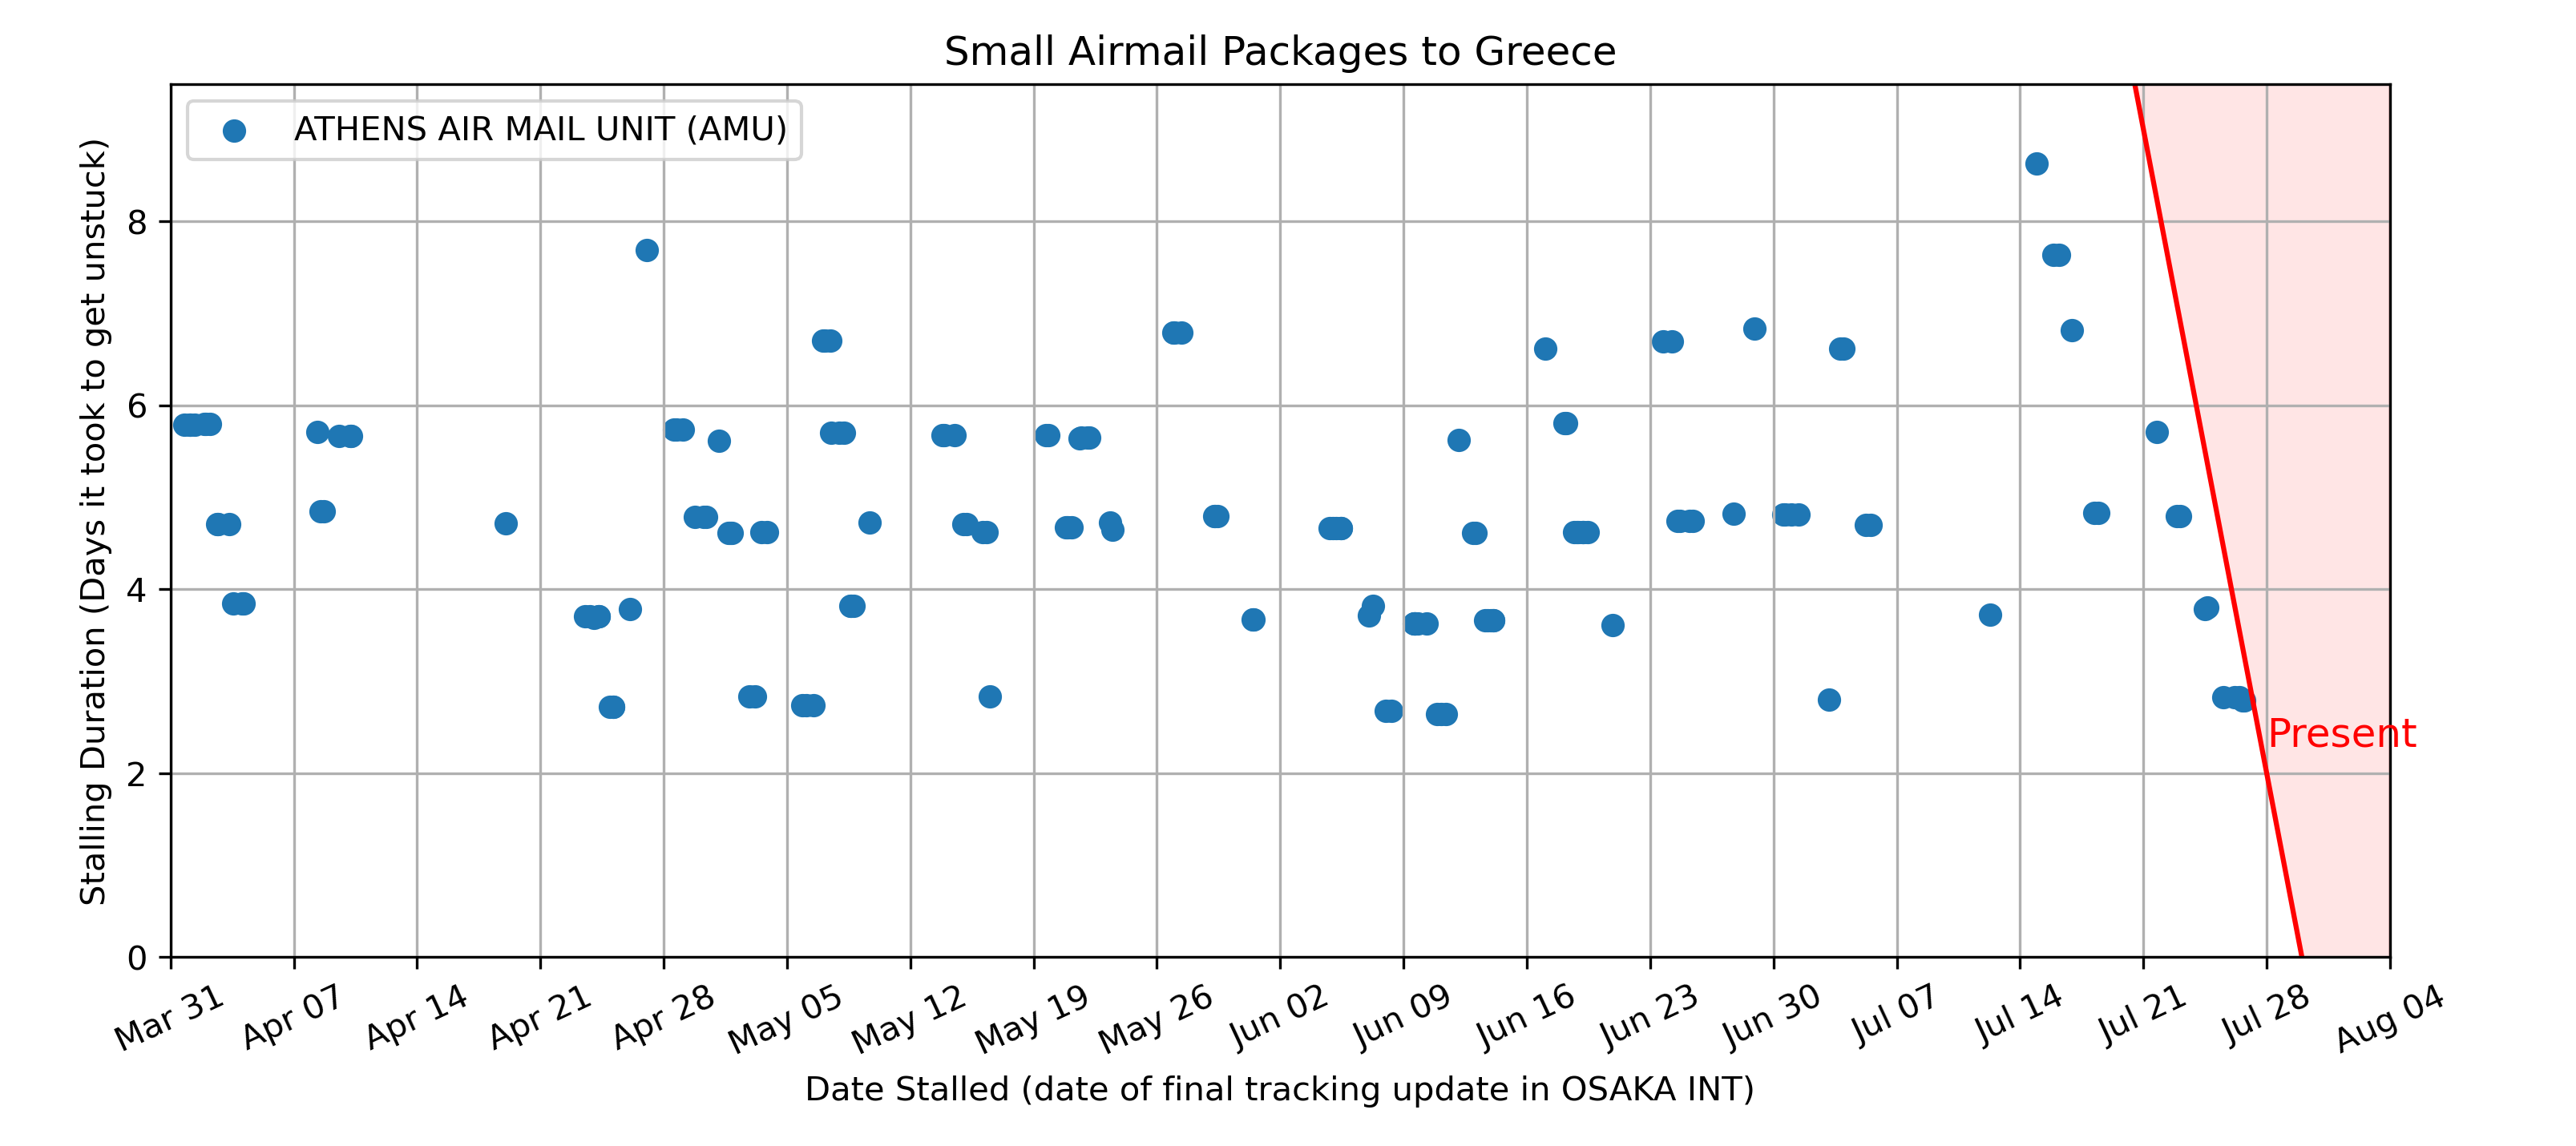 Small Airmail Packages to Greece
ATHENS AIR MAIL UNIT (AMU)
Stalling Duration (Days it took to get unstuck)
8
6
4
2
0
Present
Mar 31
Apr 07
Apr 14
Apr 21
Apr 28
May 05
May 12
May 19
May 26
Jun 02
Jun 09
Jun 16
Jun 23
Jun 30
Jul 07
Jul 14
Jul 21
Jul 28
Aug 04
Date Stalled (date of final tracking update in OSAKA INT)